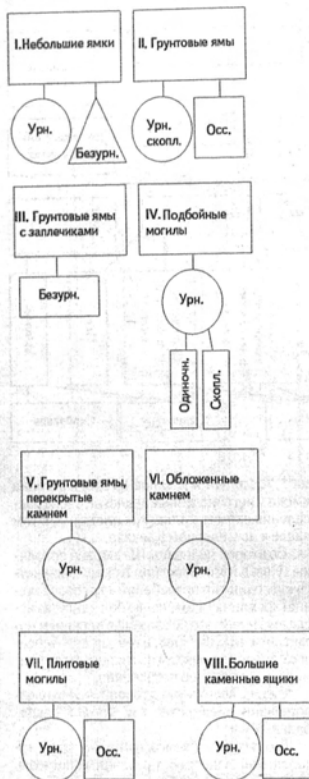 I. Небольшие ямки
Урн.
Безурн.
II. Грунтовые ямы
Урн.
скопл.
Осс.
III. Грунтовые ямы
с заплечиками
Безурн.
IV. Подбойные
могилы
Урн.
Одиночн.
Скопл.
V. Грунтовые ямы,
перекрытые
камнем
Урн.
VI. Обложенные
камнем
Урн.
VII. Плитовые
могилы
Урн.
Осс.
VIII. Большие
каменные ящики
Урн.
Осс.